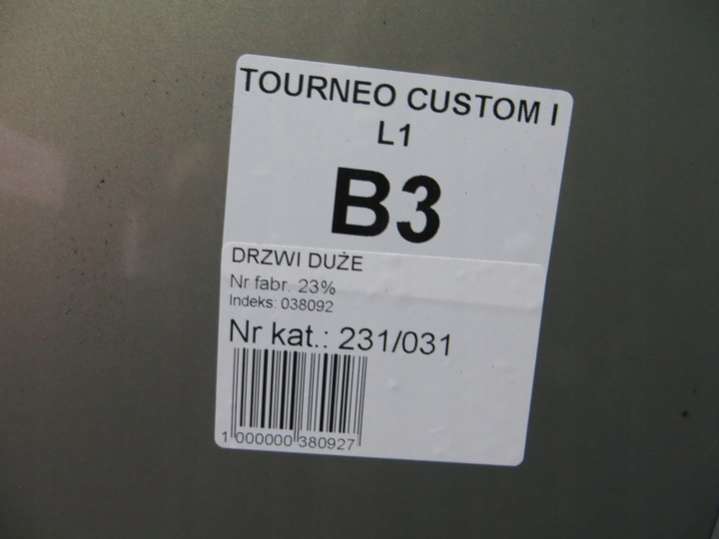 TOURNEO CUSTOM I
L1
B3
DRZWI DUŻE
Nr fabr. 23%
Indeks: 038092
Nr kat.: 231/031
1 000000 380927